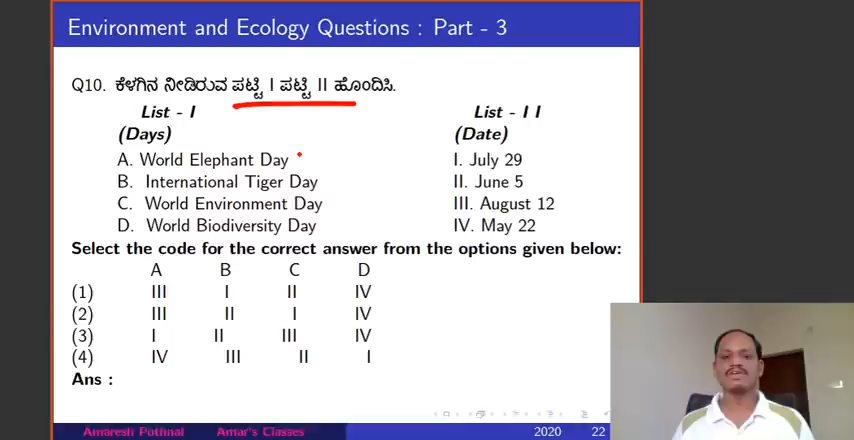 Environment and Ecology Questions : Part - 3
Q10. ಕೆಳಗಿನ ನೀಡಿರುವ ಪಟ್ಟಿ I ಪಟ್ಟಿ II ಹೊಂದಿಸಿ.
List - I List - I I
(Days) (Date)
A. World Elephant Day I. July 29
B. International Tiger Day II. June 5
C. World Environment Day III. August 12
D. World Biodiversity Day IV. May 22
Select the code for the correct answer from the options given below:
A B C D
(1) III I II IV
(2) III II I IV
(3) I II III IV
(4) IV III II I
Ans :
Amaresh Pothnal Amar's Classes 2020 22